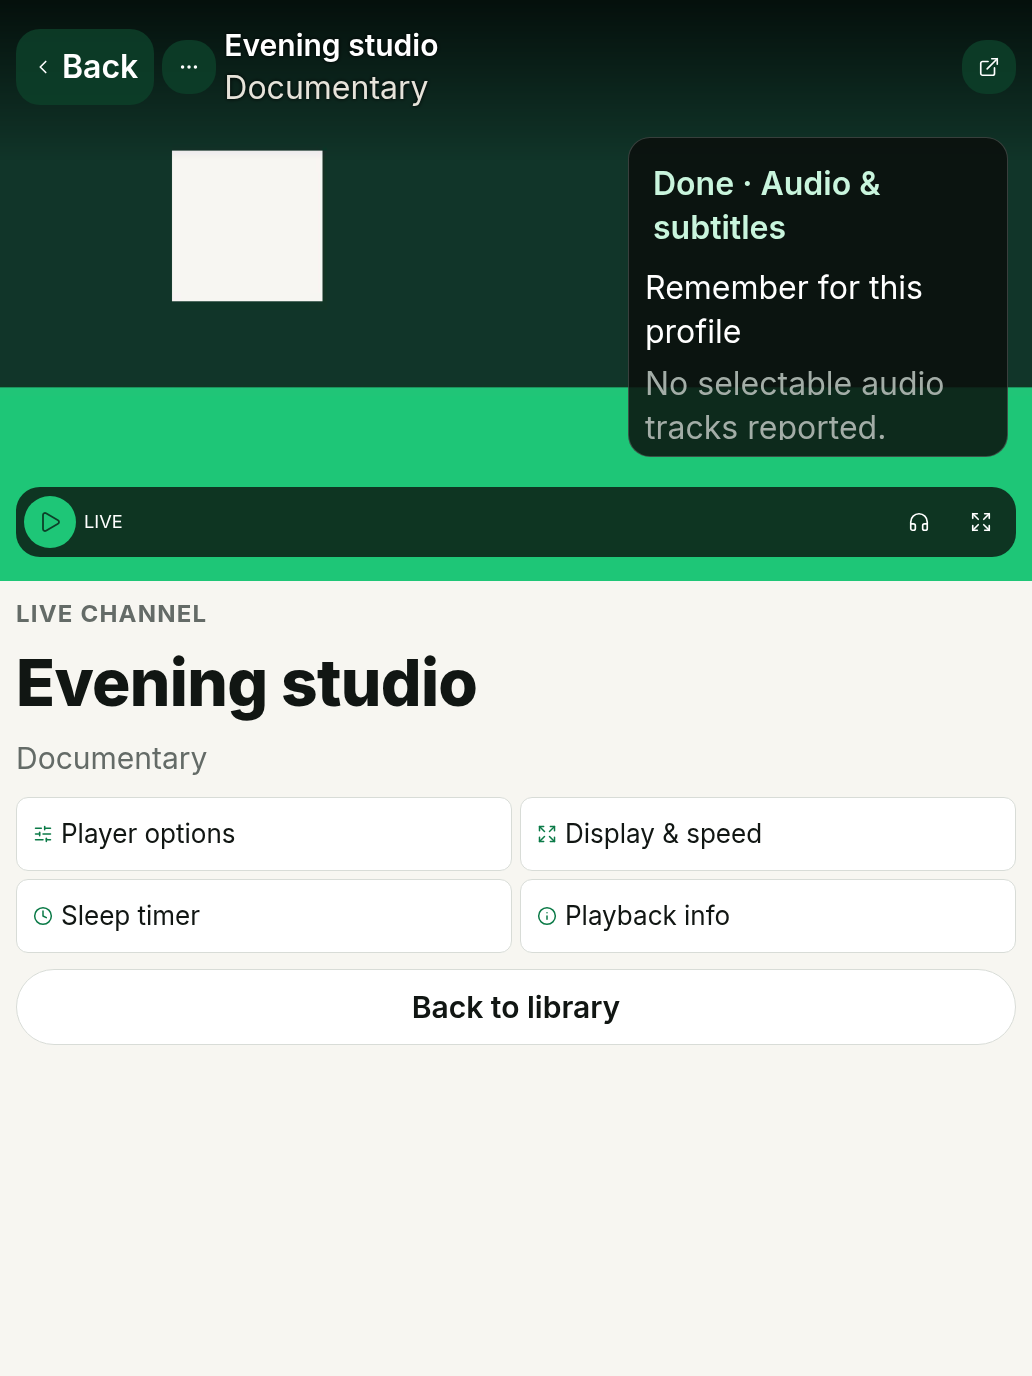 Back
Evening studio
Documentary
Done · Audio &
subtitles
Remember for this
profile
No selectable audio
tracks reported.
LIVE
LIVE CHANNEL
Evening studio
Documentary
Player options
Display & speed
Sleep timer
Playback info
Back to library